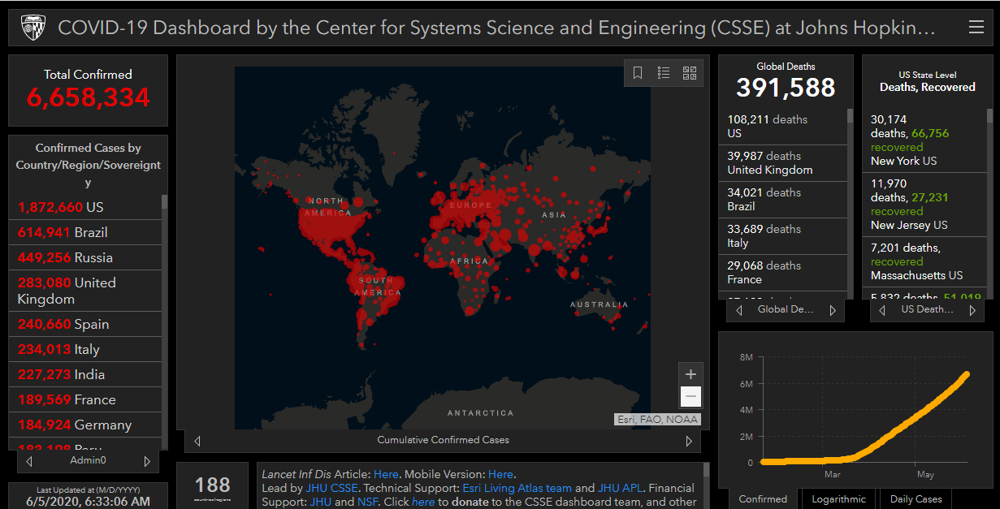 COVID-19 Dashboard by the Center for Systems Science and Engineering (CSSE) at Johns Hopkin...
Total Confirmed
6,658,334
Confirmed Cases by
Country/Region/Sovereignt
y
1,872,660 US
614,941 Brazil
449,256 Russia
283,080 United
Kingdom
240,660 Spain
234,013 Italy
227,273 India
189,569 France
184,924 Germany
183,198 Peru
Admin0
Last Updated at (M/D/YYYY)
6/5/2020, 6:33:06 AM
NORTH
AMERICA
EUROPE
ASIA
AFRICA
SOUTH
AMERICA
AUSTRALIA
ANTARCTICA
Esri, FAO, NOAA
Cumulative Confirmed Cases
188
countries/regions
Lancet Inf Dis Article: Here. Mobile Version: Here.
Lead by JHU CSSE. Technical Support: Esri Living Atlas team and JHU APL. Financial
Support: JHU and NSF. Click here to donate to the CSSE dashboard team, and other
Global Deaths
391,588
108,211 deaths
US
39,987 deaths
United Kingdom
34,021 deaths
Brazil
33,689 deaths
Italy
29,068 deaths
France
Global De...
US State Level
Deaths, Recovered
30,174
deaths, 66,756
recovered
New York US
11,970
deaths, 27,231
recovered
New Jersey US
7,201 deaths,
recovered
Massachusetts US
5,832 deaths, 51,019
US Death...
8M
6M
4M
2M
0
Mar
May
Confirmed
Logarithmic
Daily Cases